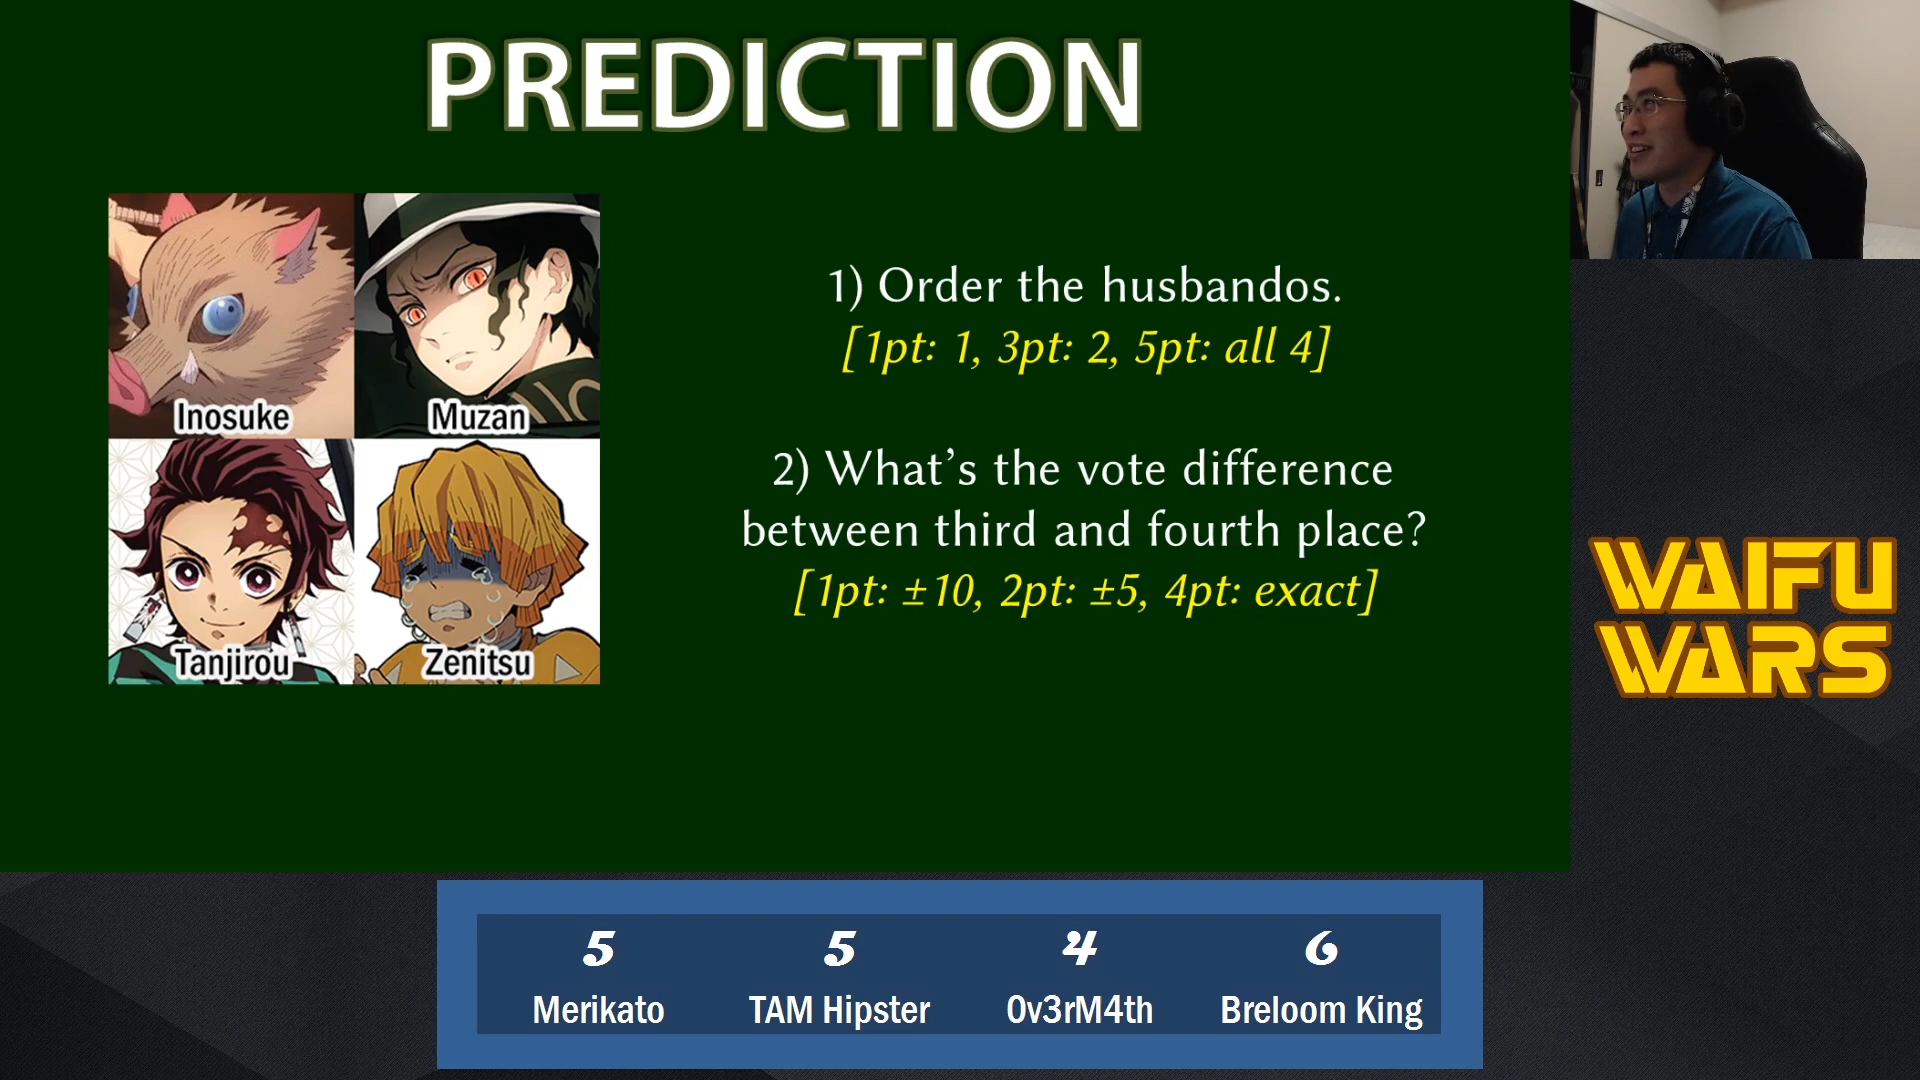 PREDICTION
Inosuke
Muzan
Tanjirou
Zenitsu
1) Order the husbandos.
[1pt: 1, 3pt: 2, 5pt: all 4]
2) What's the vote difference
between third and fourth place?
[1pt: ±10, 2pt: ±5, 4pt: exact]
WAIFU
WARS
5 5 4 6
Merikato TAM Hipster 0v3rM4th Breloom King